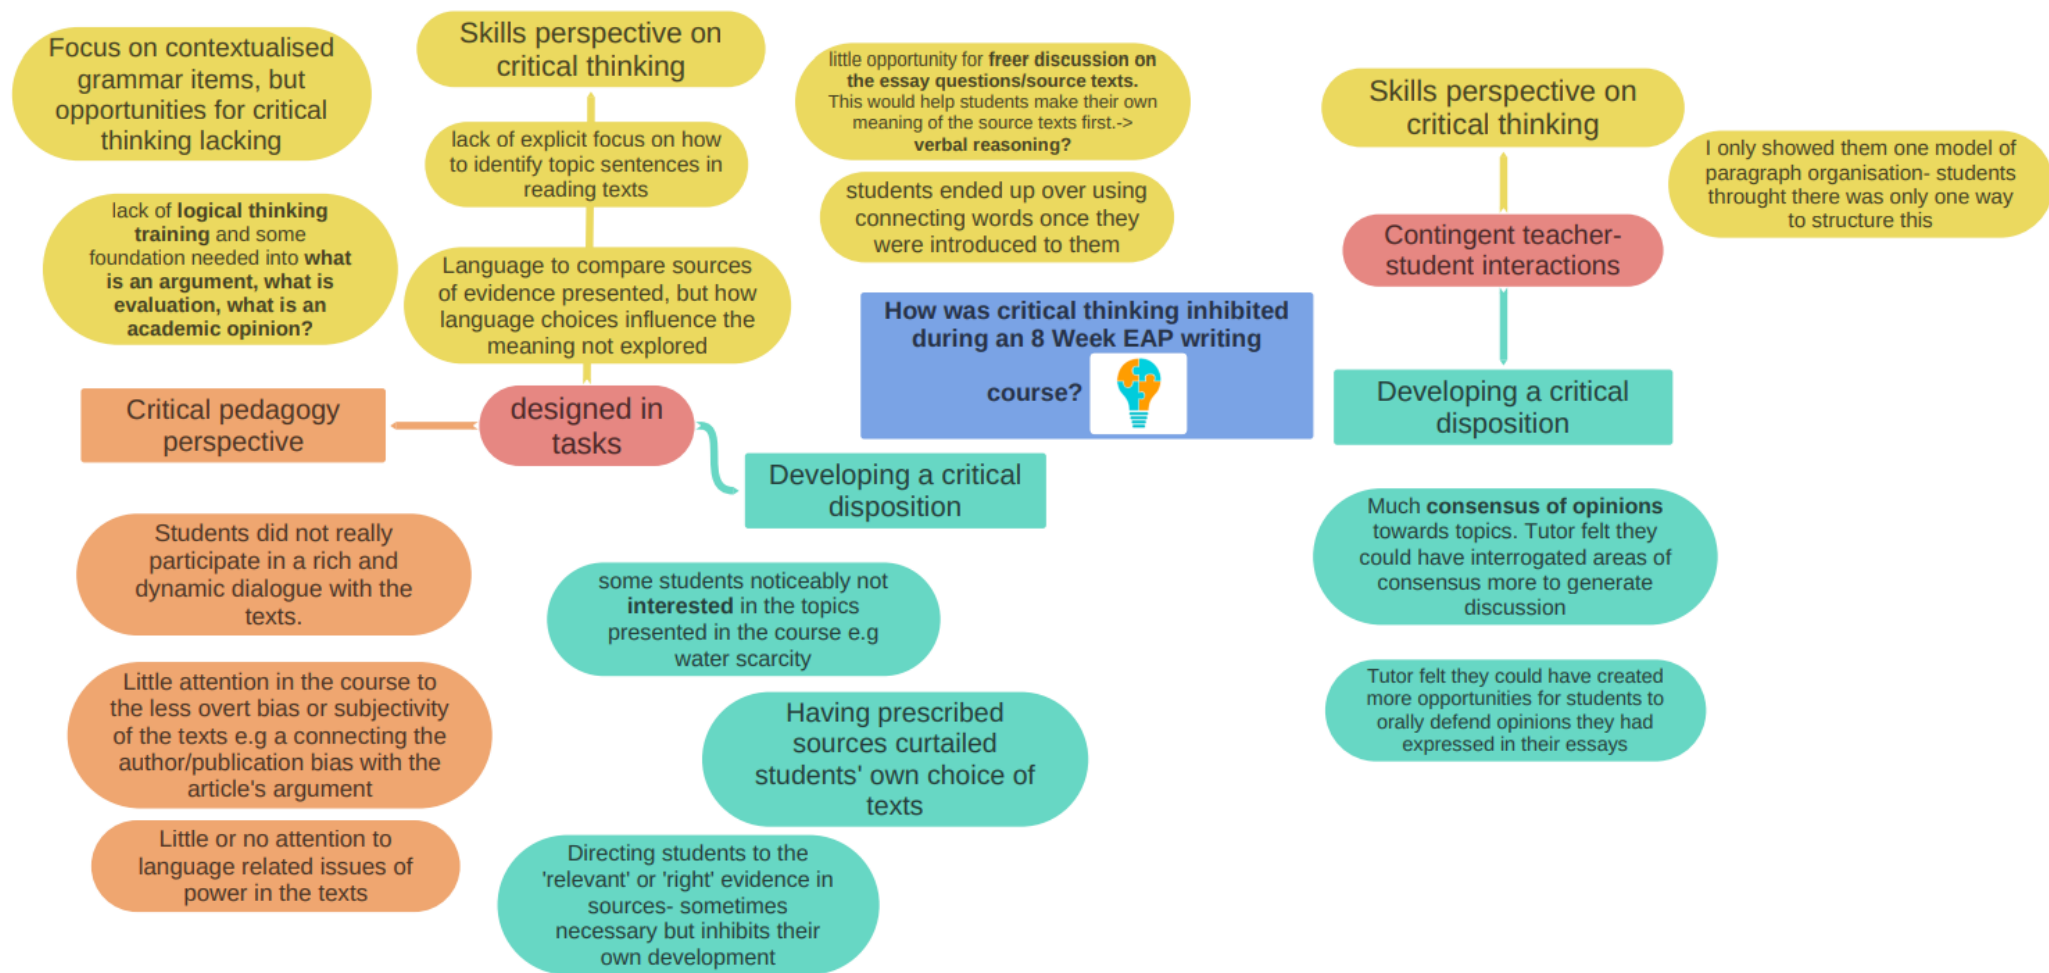 Focus on contextualised
grammar items, but
opportunities for critical
thinking lacking
Skills perspective on
critical thinking
lack of explicit focus on how
to identify topic sentences in
reading texts
lack of logical thinking
training and some
foundation needed into what
is an argument, what is
evaluation, what is an
academic opinion?
Language to compare sources
of evidence presented, but how
language choices influence the
meaning not explored
little opportunity for freer discussion on
the essay questions/source texts.
This would help students make their own
meaning of the source texts first.->
verbal reasoning?
students ended up over using
connecting words once they
were introduced to them
How was critical thinking inhibited
during an 8 Week EAP writing
course?
Skills perspective on
critical thinking
I only showed them one model of
paragraph organisation- students
throught there was only one way
to structure this
Contingent teacher-
student interactions
Developing a critical
disposition
Much consensus of opinions
towards topics. Tutor felt they
could have interrogated areas of
consensus more to generate
discussion
Tutor felt they could have created
more opportunities for students to
orally defend opinions they had
expressed in their essays
Critical pedagogy
perspective
designed in
tasks
Developing a critical
disposition
Students did not really
participate in a rich and
dynamic dialogue with the
texts.
Little attention in the course to
the less overt bias or subjectivity
of the texts e.g a connecting the
author/publication bias with the
article's argument
Little or no attention to
language related issues of
power in the texts
some students noticeably not
interested in the topics
presented in the course e.g
water scarcity
Having prescribed
sources curtailed
students' own choice of
texts
Directing students to the
'relevant' or 'right' evidence in
sources- sometimes
necessary but inhibits their
own development